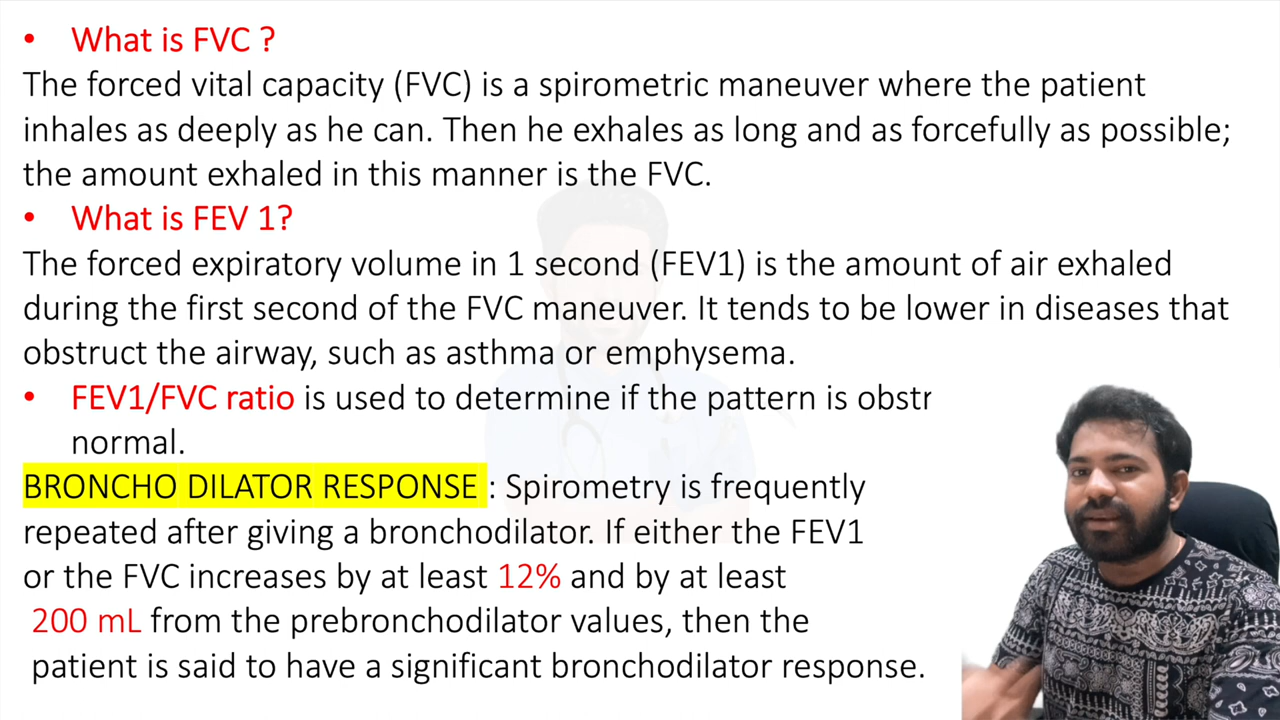 • What is FVC ?
The forced vital capacity (FVC) is a spirometric maneuver where the patient
inhales as deeply as he can. Then he exhales as long and as forcefully as possible;
the amount exhaled in this manner is the FVC.
• What is FEV 1?
The forced expiratory volume in 1 second (FEV1) is the amount of air exhaled
during the first second of the FVC maneuver. It tends to be lower in diseases that
obstruct the airway, such as asthma or emphysema.
• FEV1/FVC ratio is used to determine if the pattern is obstr
normal.
BRONCHO DILATOR RESPONSE : Spirometry is frequently
repeated after giving a bronchodilator. If either the FEV1
or the FVC increases by at least 12% and by at least
200 mL from the prebronchodilator values, then the
patient is said to have a significant bronchodilator response.